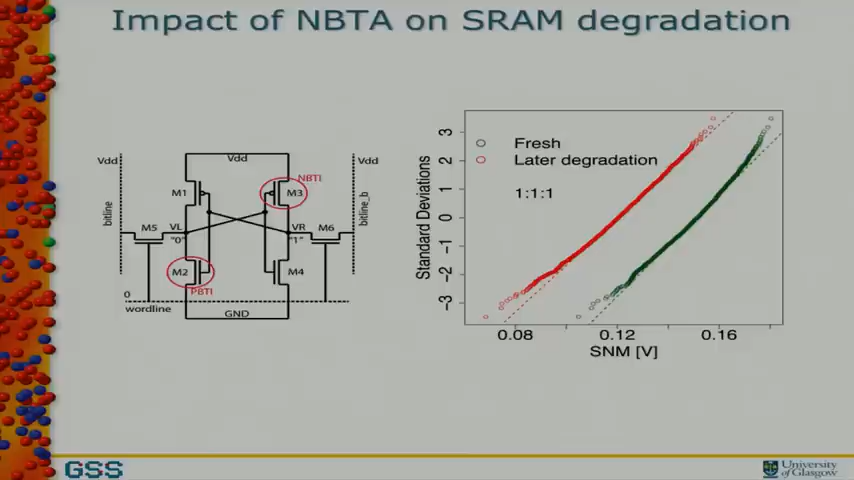 Impact of NBTA on SRAM degradation
Vdd
Vdd
Vdd
bitline
M1
NBTI
M3
bitline_b
M5
VL
"0"
VR
"1"
M6
M2
PBTI
M4
0
wordline
GND
Standard Deviations
3
2
1
0
−1
−2
−3
Fresh
Later degradation
1:1:1
0.08
0.12
0.16
SNM [V]
GSS
University
of Glasgow